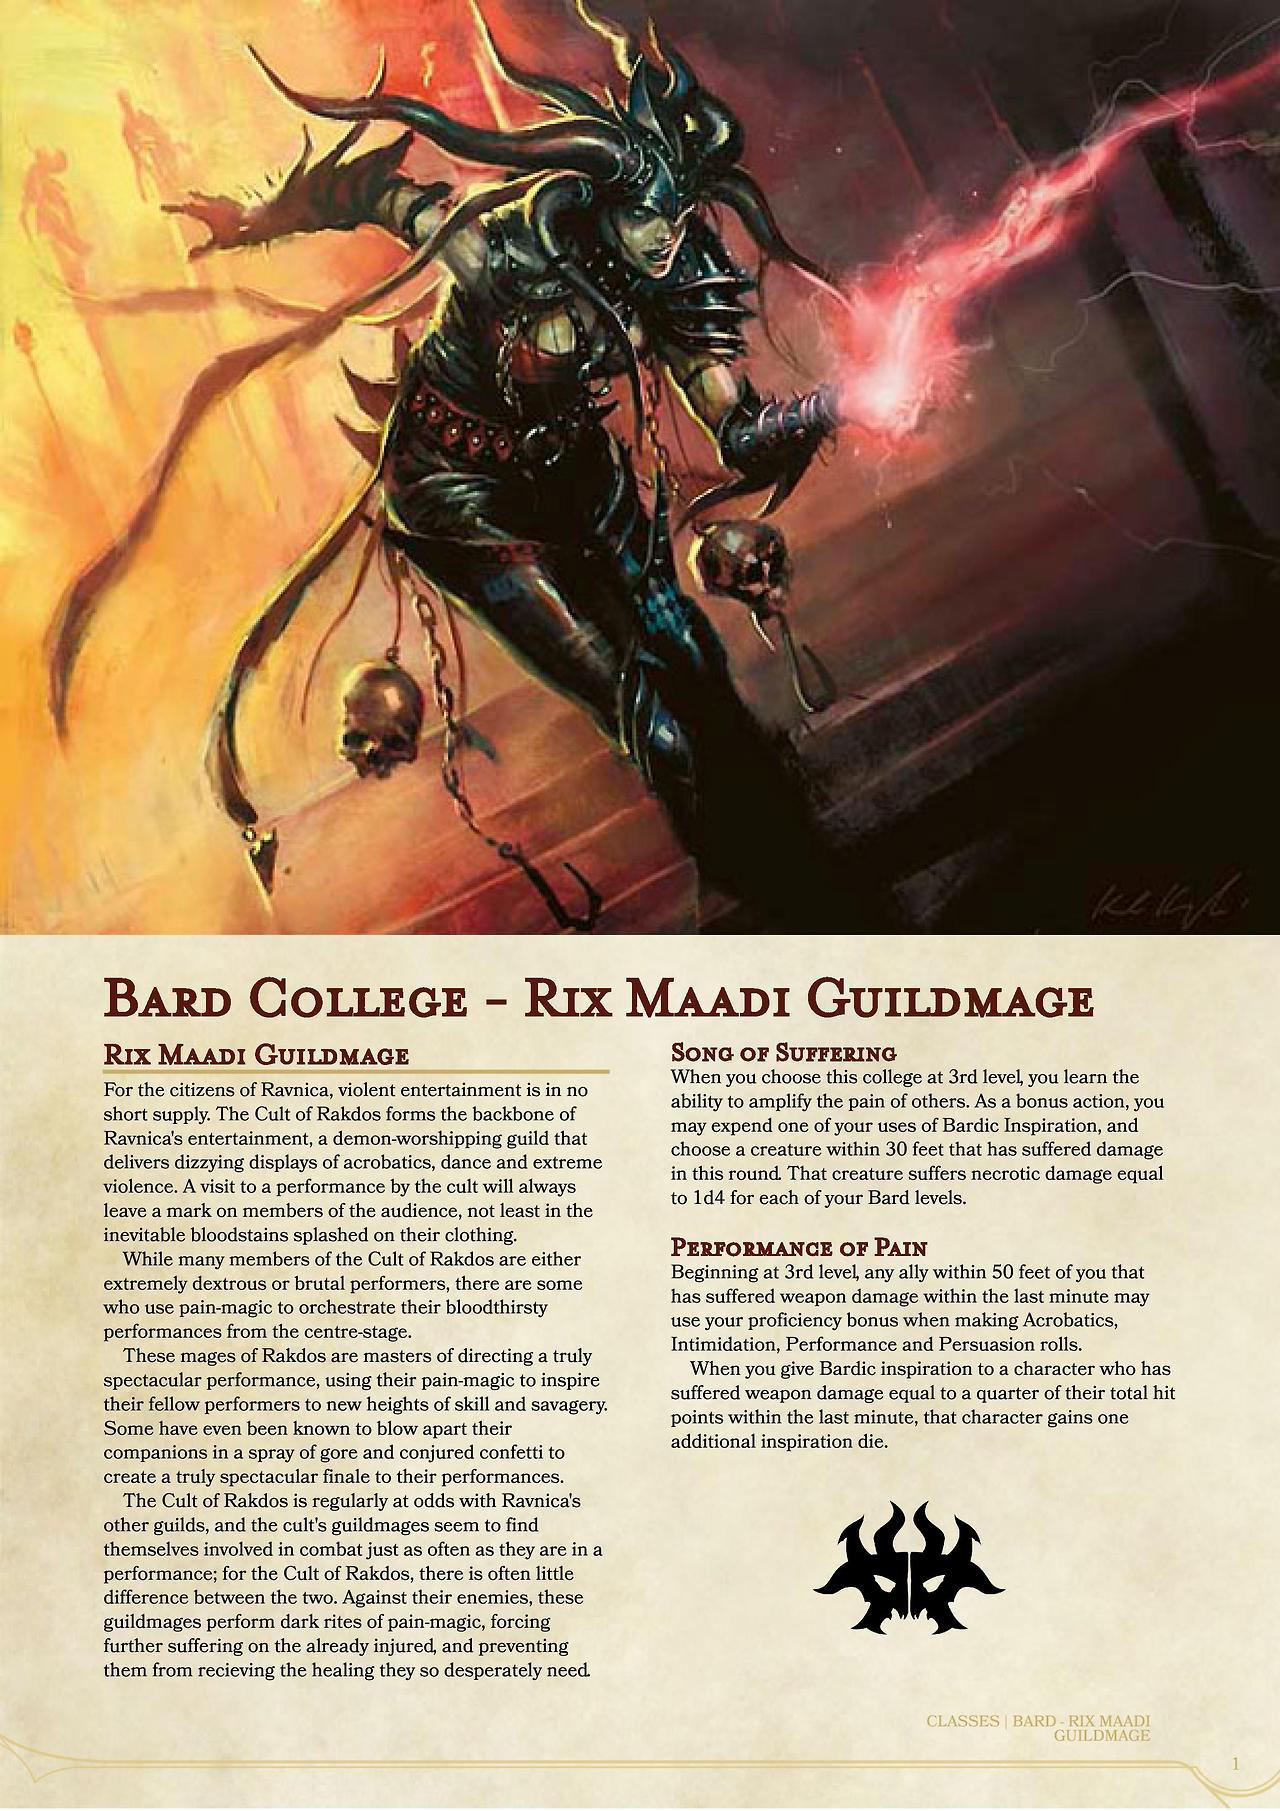 Bard College – Rix Maadi Guildmage
Rix Maadi Guildmage
For the citizens of Ravnica, violent entertainment is in no
short supply. The Cult of Rakdos forms the backbone of
Ravnica's entertainment, a demon-worshipping guild that
delivers dizzying displays of acrobatics, dance and extreme
violence. A visit to a performance by the cult will always
leave a mark on members of the audience, not least in the
inevitable bloodstains splashed on their clothing.
While many members of the Cult of Rakdos are either
extremely dextrous or brutal performers, there are some
who use pain-magic to orchestrate their bloodthirsty
performances from the centre-stage.
These mages of Rakdos are masters of directing a truly
spectacular performance, using their pain-magic to inspire
their fellow performers to new heights of skill and savagery.
Some have even been known to blow apart their
companions in a spray of gore and conjured confetti to
create a truly spectacular finale to their performances.
The Cult of Rakdos is regularly at odds with Ravnica's
other guilds, and the cult's guildmages seem to find
themselves involved in combat just as often as they are in a
performance; for the Cult of Rakdos, there is often little
difference between the two. Against their enemies, these
guildmages perform dark rites of pain-magic, forcing
further suffering on the already injured, and preventing
them from recieving the healing they so desperately need.
Song of Suffering
When you choose this college at 3rd level, you learn the
ability to amplify the pain of others. As a bonus action, you
may expend one of your uses of Bardic Inspiration, and
choose a creature within 30 feet that has suffered damage
in this round. That creature suffers necrotic damage equal
to 1d4 for each of your Bard levels.
Performance of Pain
Beginning at 3rd level, any ally within 50 feet of you that
has suffered weapon damage within the last minute may
use your proficiency bonus when making Acrobatics,
Intimidation, Performance and Persuasion rolls.
When you give Bardic inspiration to a character who has
suffered weapon damage equal to a quarter of their total hit
points within the last minute, that character gains one
additional inspiration die.
CLASSES | BARD - RIX MAADI
GUILDMAGE
1